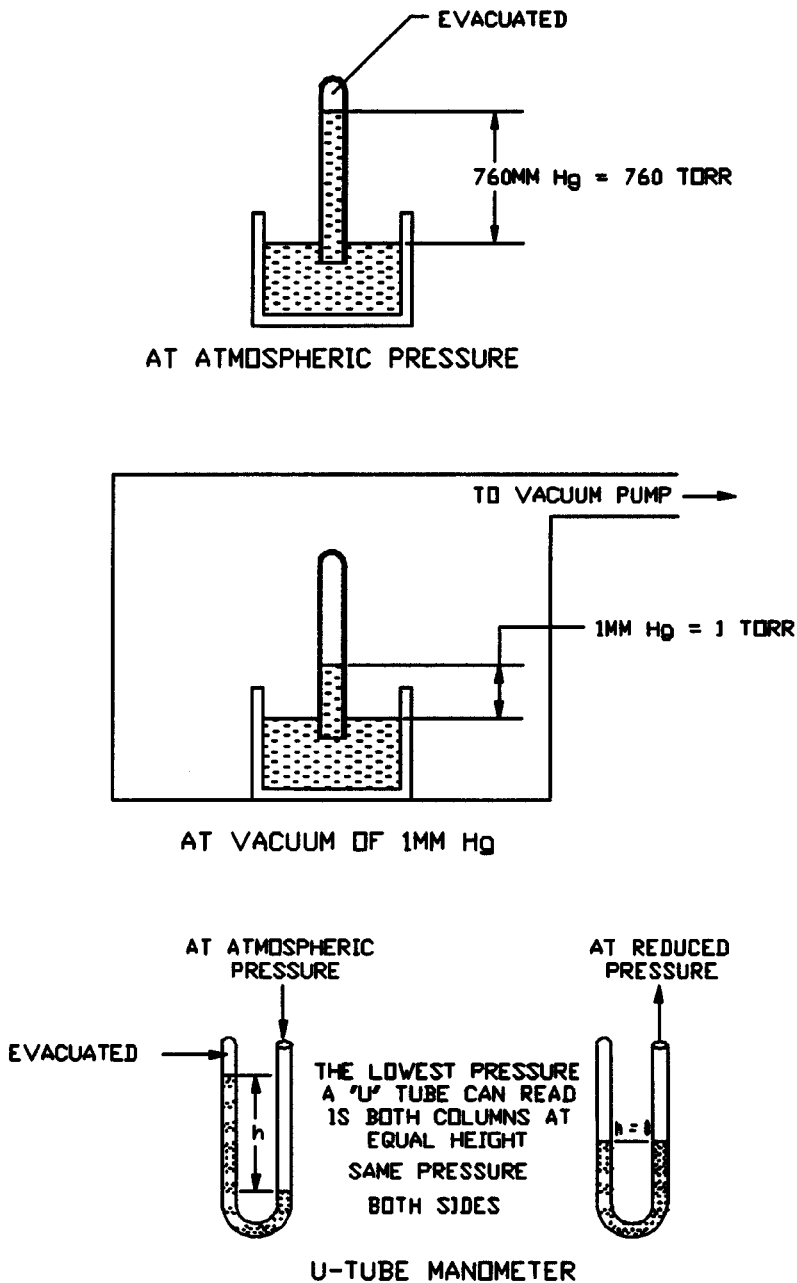 EVACUATED
760MM Hg = 760 TORR
AT ATMOSPHERIC PRESSURE
TO VACUUM PUMP
1MM Hg = 1 TORR
AT VACUUM OF 1MM Hg
AT ATMOSPHERIC
PRESSURE
AT REDUCED
PRESSURE
EVACUATED
THE LOWEST PRESSURE
A "U" TUBE CAN READ
IS BOTH COLUMNS AT
EQUAL HEIGHT
SAME PRESSURE
BOTH SIDES
h
h =
U-TUBE MANOMETER